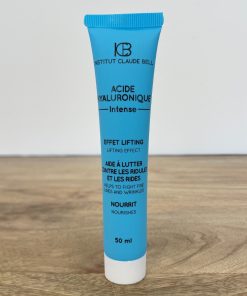 ICB
INSTITUT CLAUDE BELL
ACIDE
HYALURONIQUE
Intense
EFFET LIFTING
LIFTING EFFECT
AIDE À LUTTER
CONTRE LES RIDULES
ET LES RIDES
HELPS TO FIGHT FINE
LINES AND WRINKLES
NOURRIT
NOURISHES
50 ml